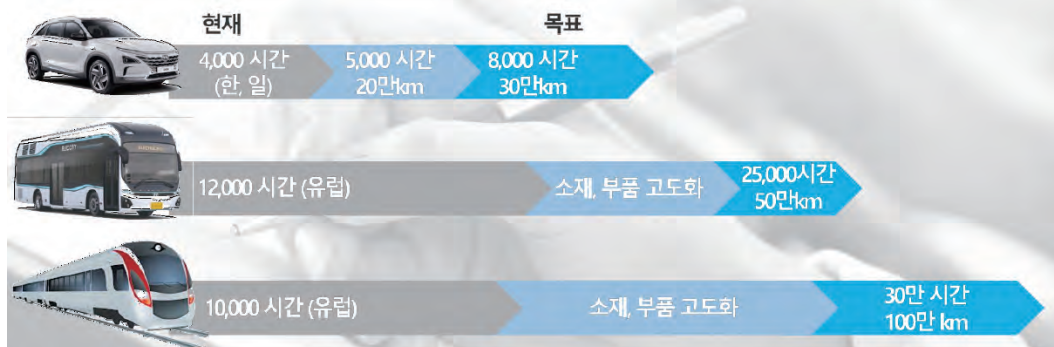 현재
목표
4,000 시간
(한, 일)
5,000 시간
20만km
8,000 시간
30만km
12,000 시간 (유럽)
소재, 부품 고도화
25,000시간
50만km
10,000 시간 (유럽)
소재, 부품 고도화
30만 시간
100만 km